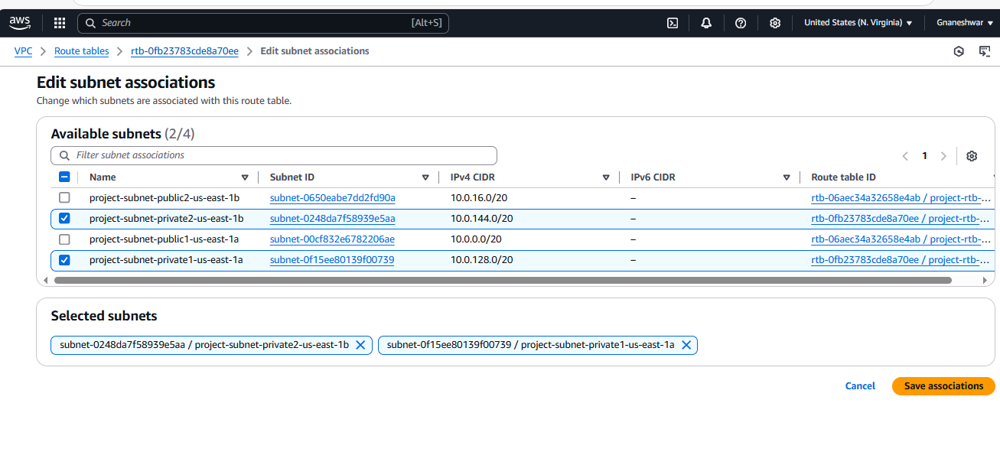 aws Search [Alt+S] United States (N. Virginia) Gnaneshwar
VPC Route tables rtb-0fb23783cde8a70ee Edit subnet associations
Edit subnet associations
Change which subnets are associated with this route table.
Available subnets (2/4)
Filter subnet associations 1
Name Subnet ID IPv4 CIDR IPv6 CIDR Route table ID
project-subnet-public2-us-east-1b subnet-0650eabe7dd2fd90a 10.0.16.0/20 – rtb-06aec34a32658e4ab / project-rtb-…
project-subnet-private2-us-east-1b subnet-0248da7f58939e5aa 10.0.144.0/20 – rtb-0fb23783cde8a70ee / project-rtb-…
project-subnet-public1-us-east-1a subnet-00cf832e6782206ae 10.0.0.0/20 – rtb-06aec34a32658e4ab / project-rtb-…
project-subnet-private1-us-east-1a subnet-0f15ee80139f00739 10.0.128.0/20 – rtb-0fb23783cde8a70ee / project-rtb-…
Selected subnets
subnet-0248da7f58939e5aa / project-subnet-private2-us-east-1b subnet-0f15ee80139f00739 / project-subnet-private1-us-east-1a
Cancel Save associations